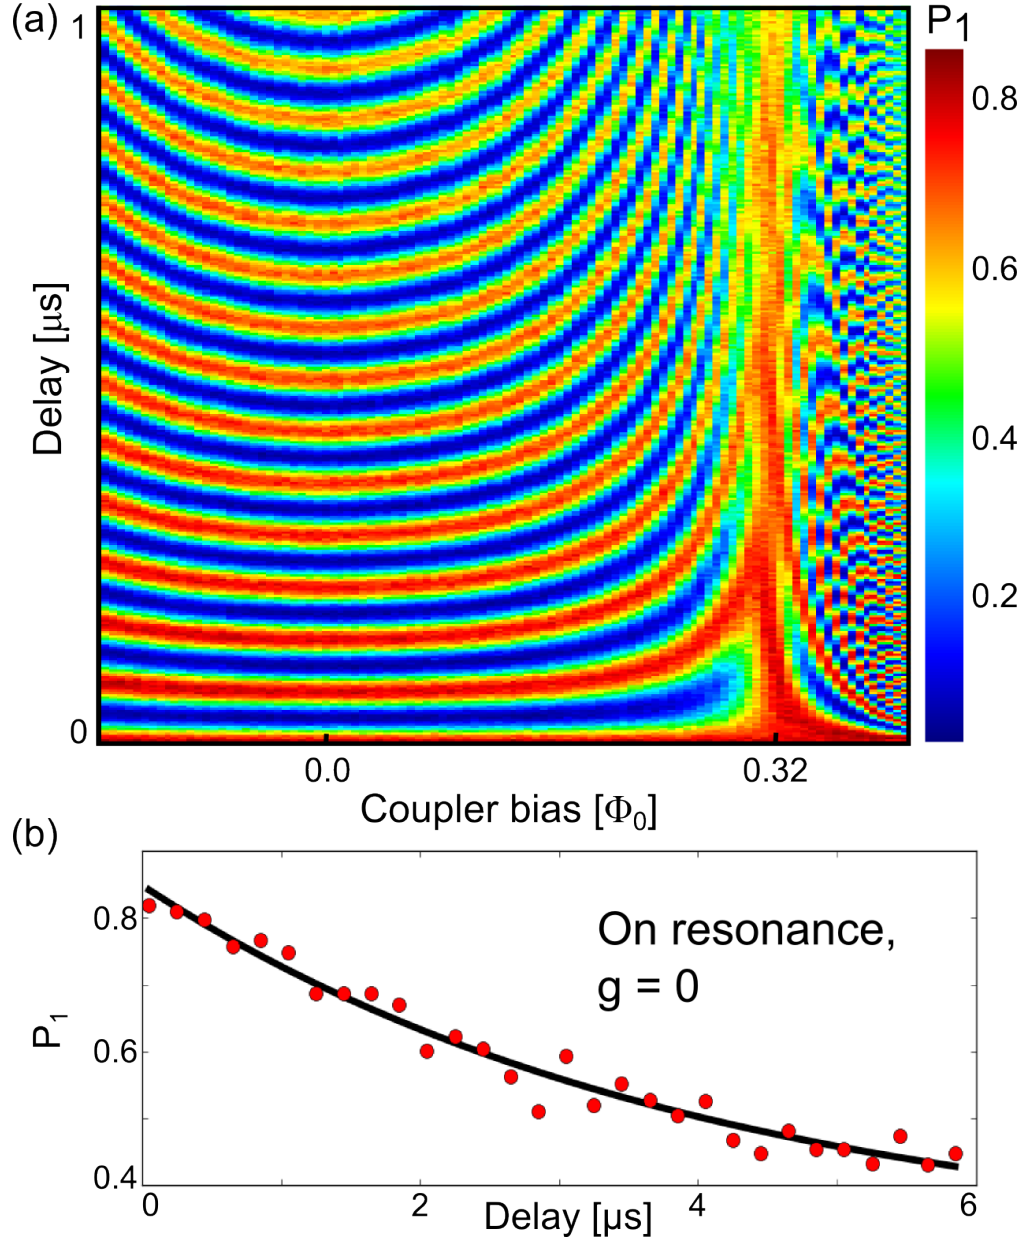 (a)
P1
1
0.8
0.6
Delay [µs]
0.4
0.2
0
0.0
0.32
Coupler bias [Φ0]
(b)
0.8
On resonance,
g = 0
P1
0.6
0.4
0
2
4
6
Delay [µs]